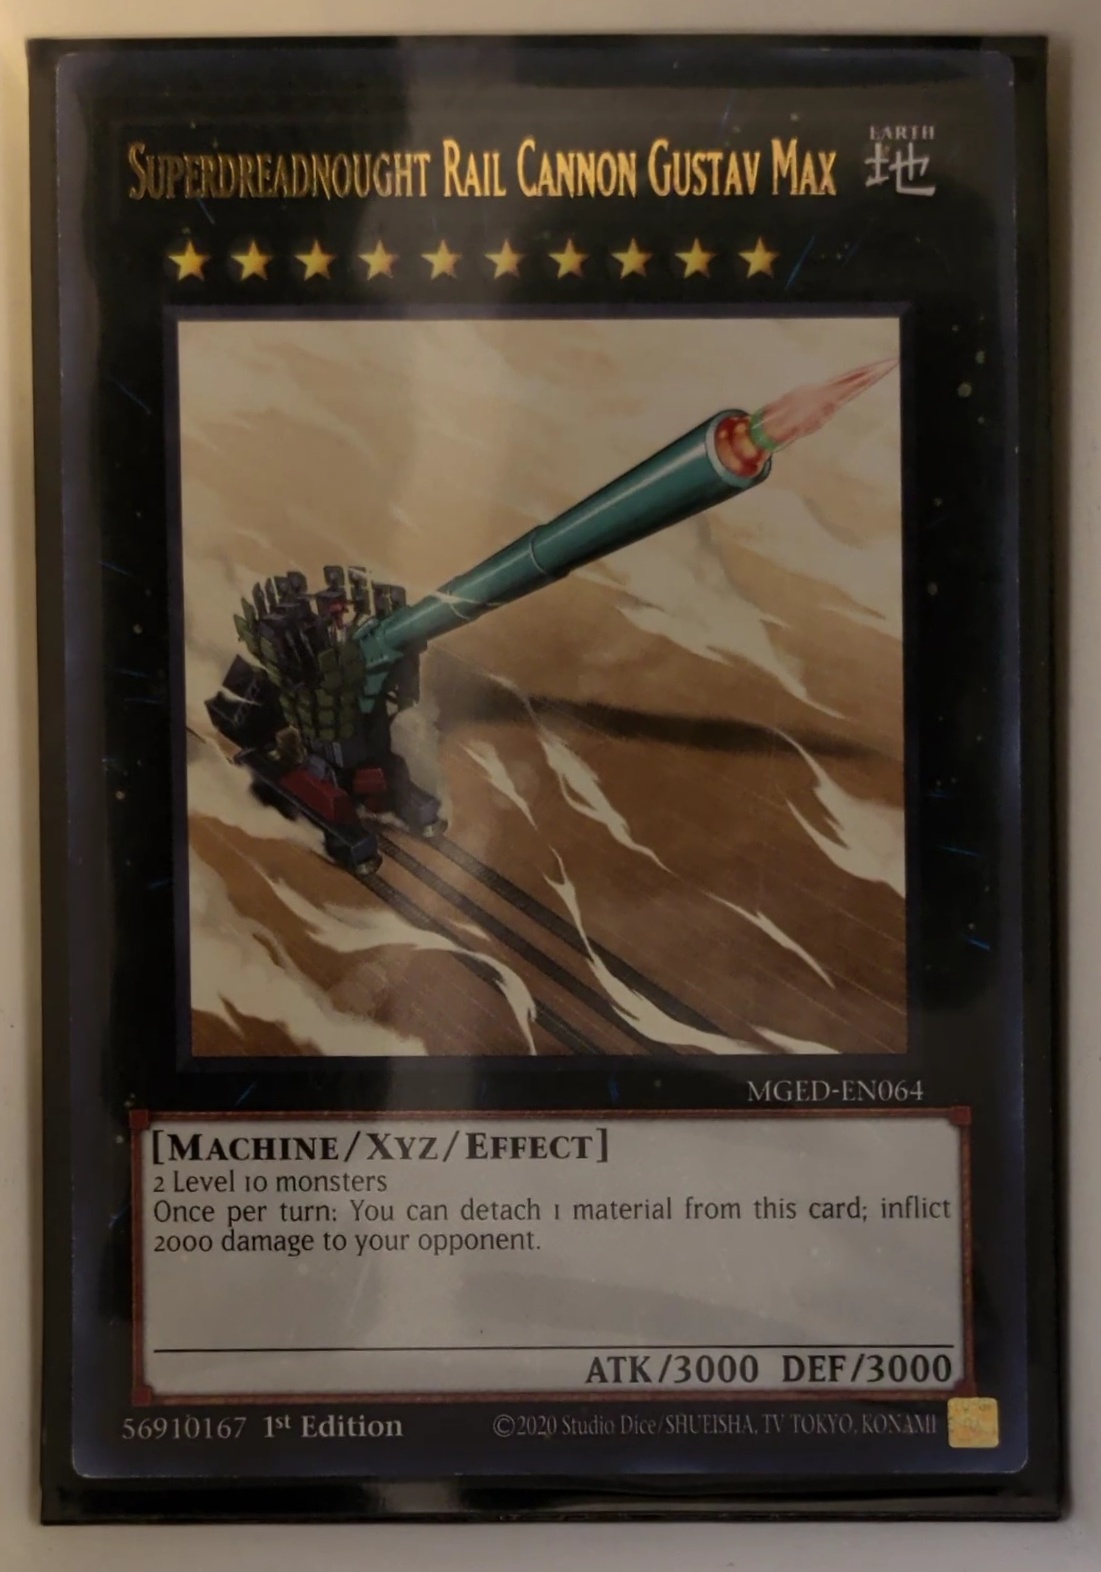 SUPERDREADNOUGHT RAIL CANNON GUSTAV MAX
EARTH
地
MGED-EN064
[MACHINE/XYZ/EFFECT]
2 Level 10 monsters
Once per turn: You can detach 1 material from this card; inflict
2000 damage to your opponent.
ATK/3000 DEF/3000
56910167 1st Edition
©2020 Studio Dice/SHUEISHA, TV TOKYO, KONAMI